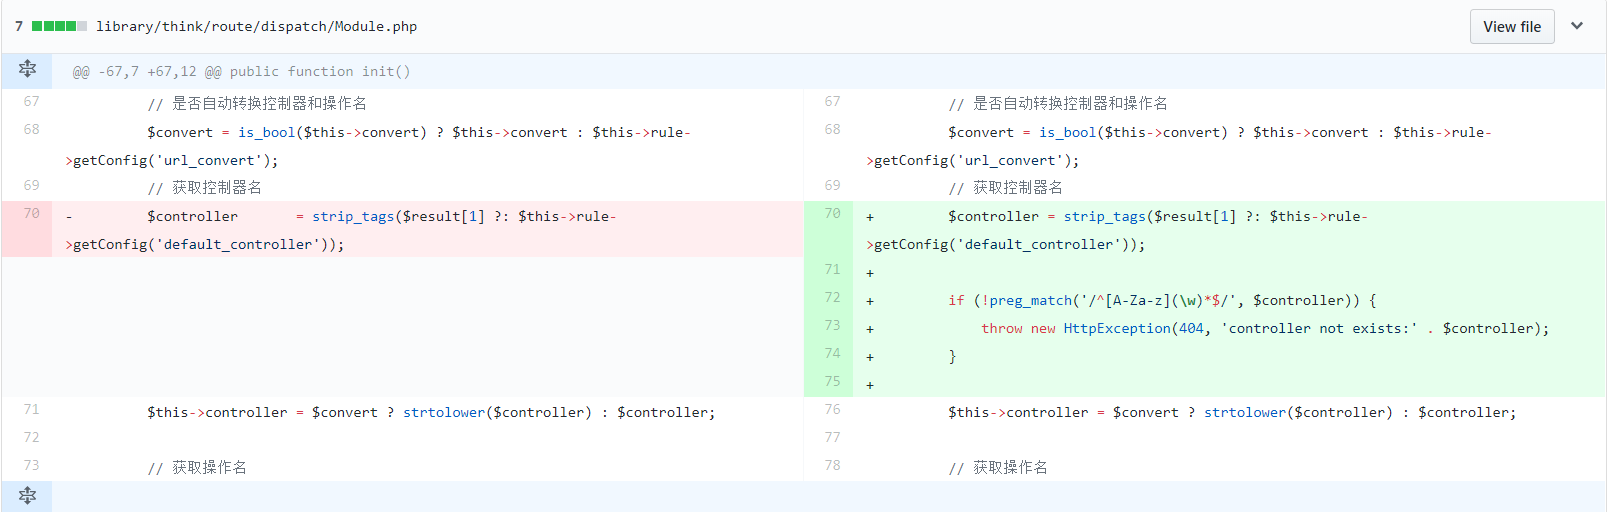 7 library/think/route/dispatch/Module.php View file
@@ -67,7 +67,12 @@ public function init()
67 // 是否自动转换控制器和操作名
68 $convert = is_bool($this->convert) ? $this->convert : $this->rule-
>getConfig('url_convert');
69 // 获取控制器名
70 - $controller = strip_tags($result[1] ?: $this->rule-
>getConfig('default_controller'));
71 $this->controller = $convert ? strtolower($controller) : $controller;
72
73 // 获取操作名
67 // 是否自动转换控制器和操作名
68 $convert = is_bool($this->convert) ? $this->convert : $this->rule-
>getConfig('url_convert');
69 // 获取控制器名
70 + $controller = strip_tags($result[1] ?: $this->rule-
>getConfig('default_controller'));
71 +
72 + if (!preg_match('/^[A-Za-z](\w)*$/', $controller)) {
73 + throw new HttpException(404, 'controller not exists:' . $controller);
74 + }
75 +
76 $this->controller = $convert ? strtolower($controller) : $controller;
77
78 // 获取操作名